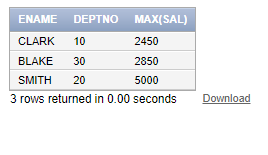 ENAME DEPTNO MAX(SAL)
CLARK 10 2450
BLAKE 30 2850
SMITH 20 5000
3 rows returned in 0.00 seconds Download